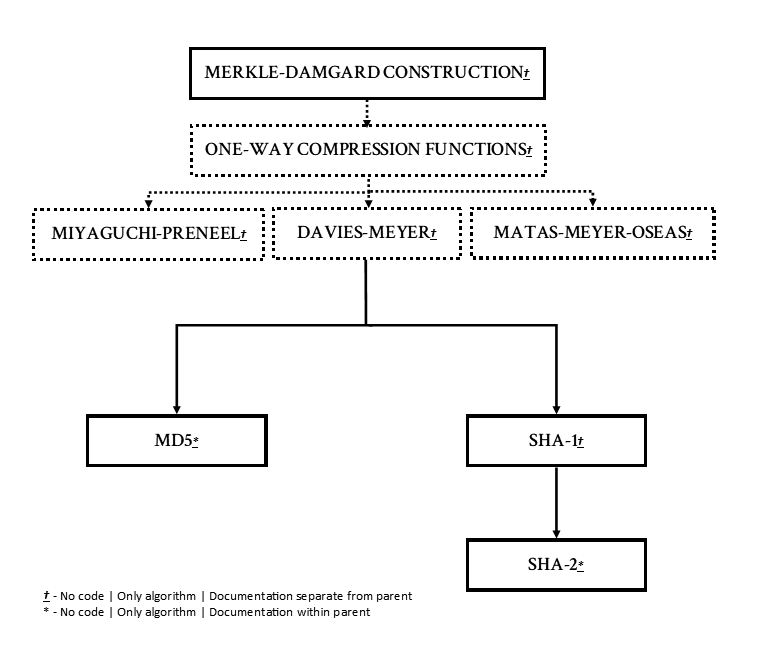 MERKLE-DAMGARD CONSTRUCTION†
ONE-WAY COMPRESSION FUNCTIONS†
MIYAGUCHI-PRENEEL†
DAVIES-MEYER†
MATAS-MEYER-OSEAS†
MD5*
SHA-1†
SHA-2*
† - No code | Only algorithm | Documentation separate from parent
* - No code | Only algorithm | Documentation within parent